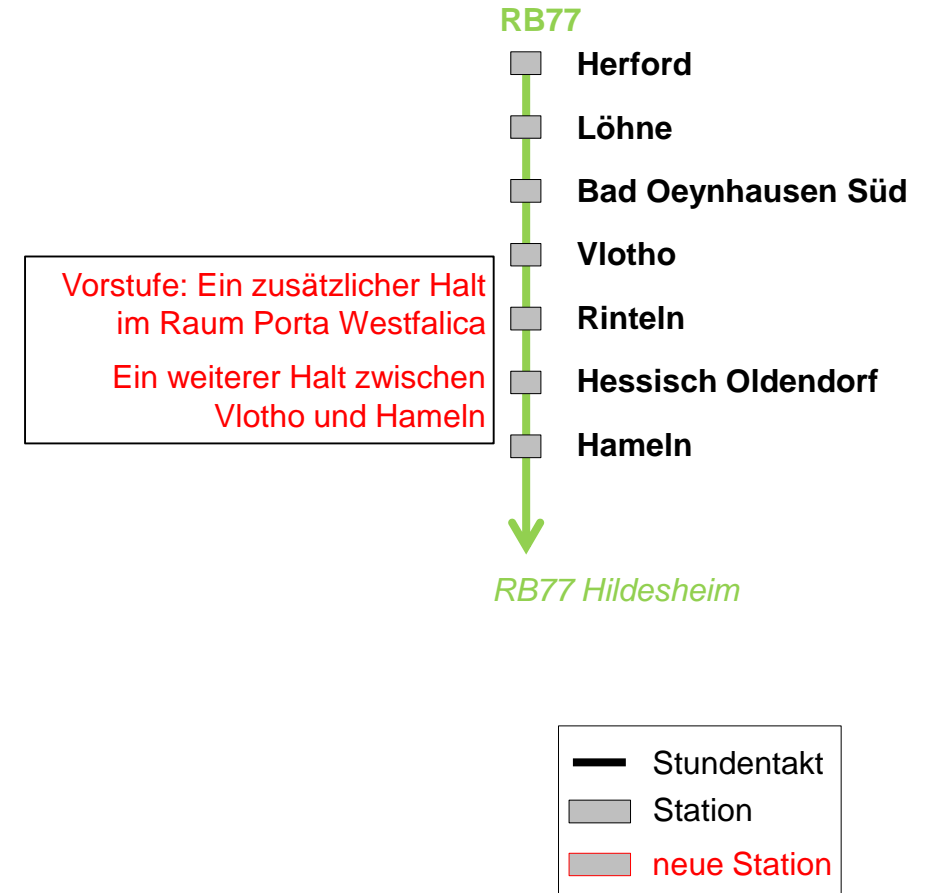 RB77
Herford
Löhne
Bad Oeynhausen Süd
Vlotho
Rinteln
Hessisch Oldendorf
Hameln
Vorstufe: Ein zusätzlicher Halt
im Raum Porta Westfalica
Ein weiterer Halt zwischen
Vlotho und Hameln
RB77 Hildesheim
Stundentakt
Station
neue Station